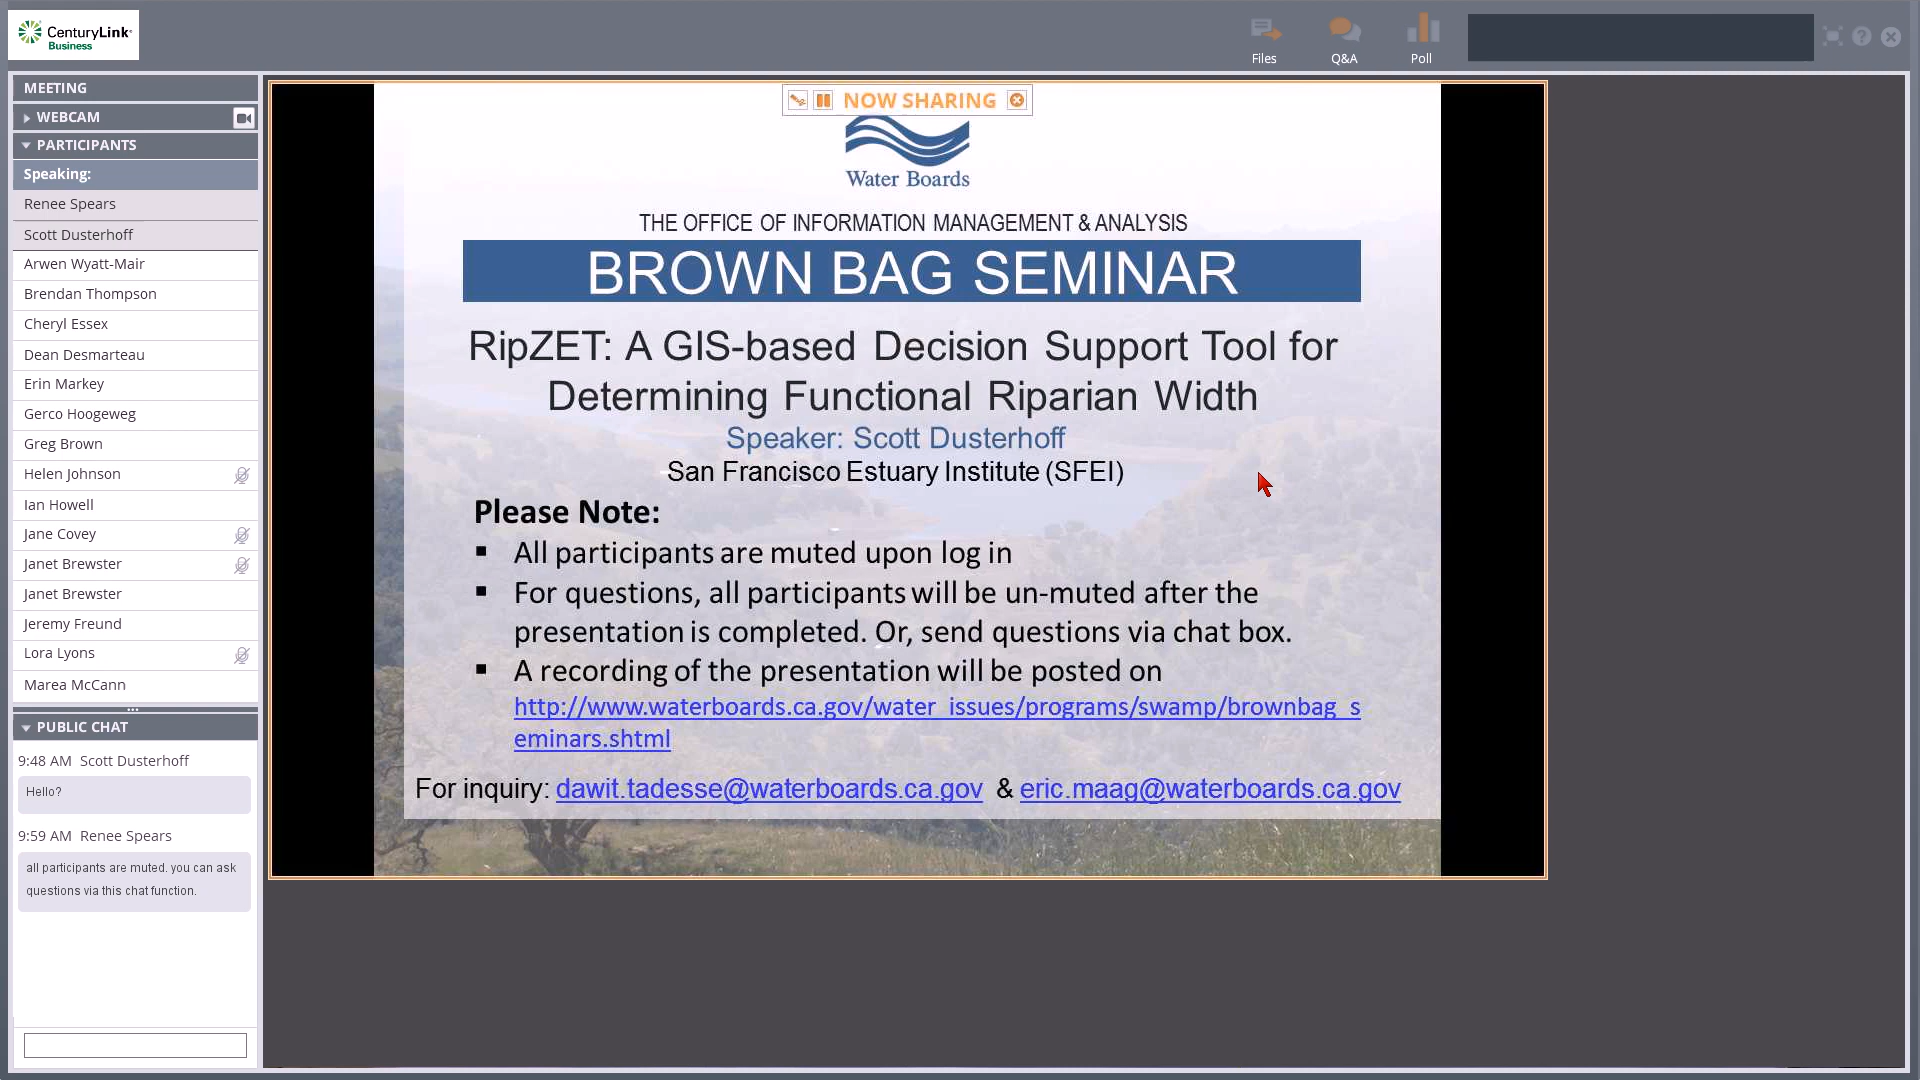 CenturyLink
Business
Files
Q&A
Poll
MEETING
WEBCAM
PARTICIPANTS
Speaking:
Renee Spears
Scott Dusterhoff
Arwen Wyatt-Mair
Brendan Thompson
Cheryl Essex
Dean Desmarteau
Erin Markey
Gerco Hoogeweg
Greg Brown
Helen Johnson
Ian Howell
Jane Covey
Janet Brewster
Janet Brewster
Jeremy Freund
Lora Lyons
Marea McCann
PUBLIC CHAT
9:48 AM Scott Dusterhoff
Hello?
9:59 AM Renee Spears
all participants are muted. you can ask
questions via this chat function.
NOW SHARING
Water Boards
THE OFFICE OF INFORMATION MANAGEMENT & ANALYSIS
BROWN BAG SEMINAR
RipZET: A GIS-based Decision Support Tool for
Determining Functional Riparian Width
Speaker: Scott Dusterhoff
San Francisco Estuary Institute (SFEI)
Please Note:
▪ All participants are muted upon log in
▪ For questions, all participants will be un-muted after the
presentation is completed. Or, send questions via chat box.
▪ A recording of the presentation will be posted on
http://www.waterboards.ca.gov/water_issues/programs/swamp/brownbag_s
eminars.shtml
For inquiry: dawit.tadesse@waterboards.ca.gov & eric.maag@waterboards.ca.gov